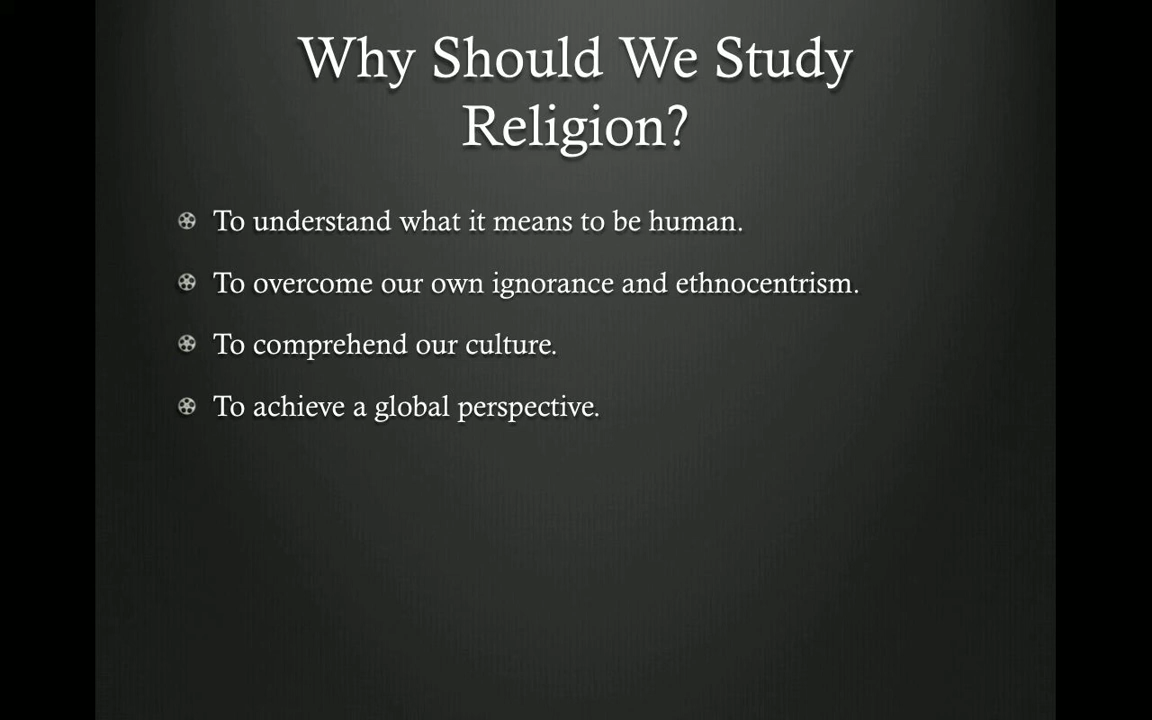 Why Should We Study
Religion?
To understand what it means to be human.
To overcome our own ignorance and ethnocentrism.
To comprehend our culture.
To achieve a global perspective.